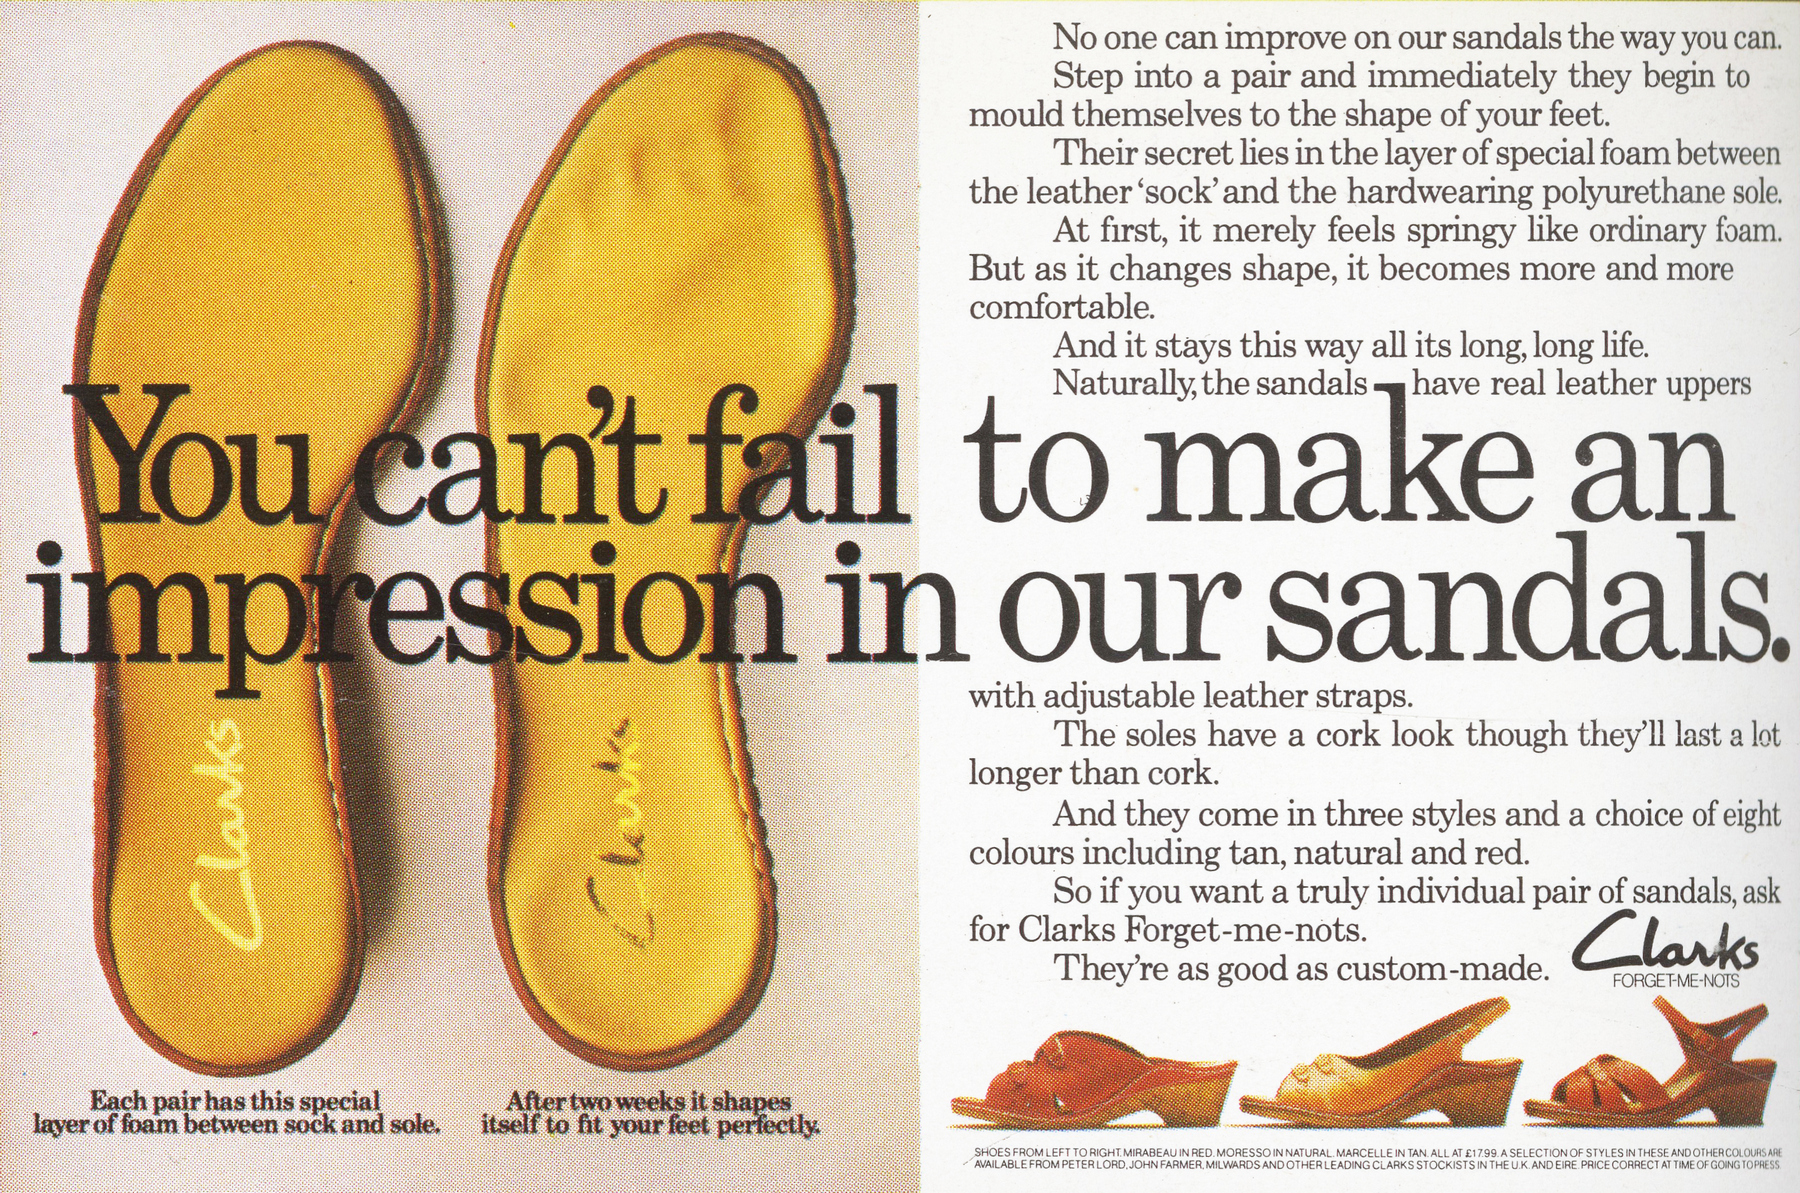 You can't fail to make an
impression in our sandals.
Clarks
Clarks
Each pair has this special
layer of foam between sock and sole.
After two weeks it shapes
itself to fit your feet perfectly.
No one can improve on our sandals the way you can.
Step into a pair and immediately they begin to
mould themselves to the shape of your feet.
Their secret lies in the layer of special foam between
the leather 'sock' and the hardwearing polyurethane sole.
At first, it merely feels springy like ordinary foam.
But as it changes shape, it becomes more and more
comfortable.
And it stays this way all its long, long life.
Naturally, the sandals have real leather uppers
with adjustable leather straps.
The soles have a cork look though they'll last a lot
longer than cork.
And they come in three styles and a choice of eight
colours including tan, natural and red.
So if you want a truly individual pair of sandals, ask
for Clarks Forget-me-nots.
They're as good as custom-made.
Clarks
FORGET-ME-NOTS
SHOES FROM LEFT TO RIGHT. MIRABEAU IN RED. MORESSO IN NATURAL. MARCELLE IN TAN. ALL AT £17.99. A SELECTION OF STYLES IN THESE AND OTHER COLOURS ARE
AVAILABLE FROM PETER LORD, JOHN FARMER, MILWARDS AND OTHER LEADING CLARKS STOCKISTS IN THE U.K. AND EIRE. PRICE CORRECT AT TIME OF GOING TO PRESS